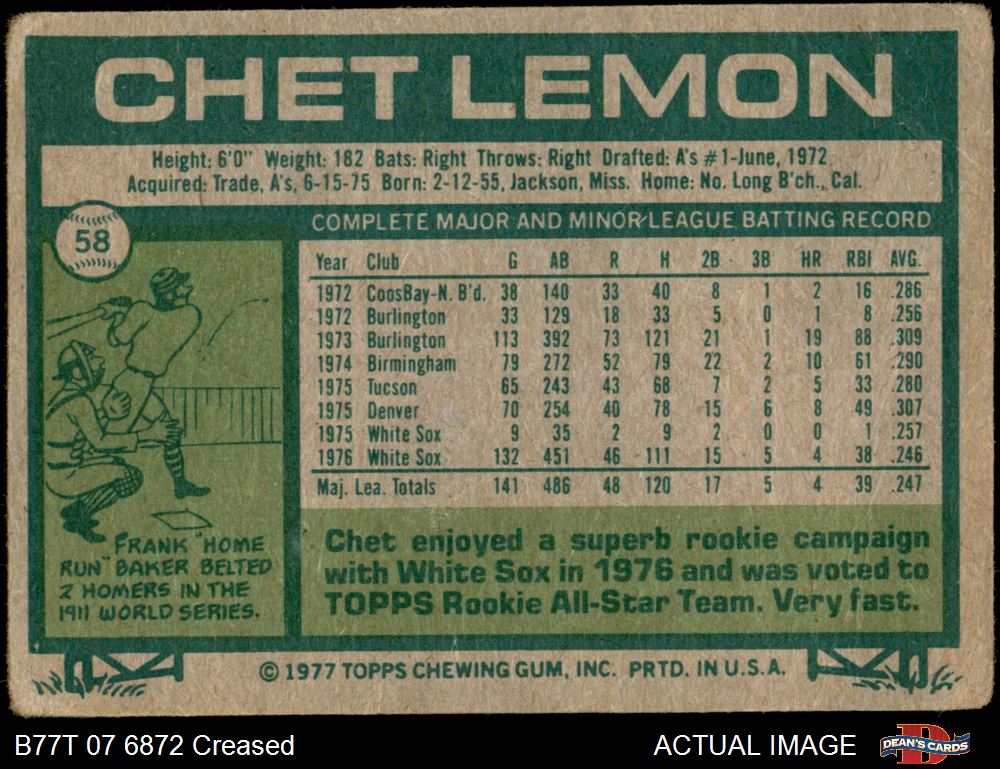 CHET LEMON
Height: 6'0" Weight: 182 Bats: Right Throws: Right Drafted: A's #1-June, 1972
Acquired: Trade, A's, 6-15-75 Born: 2-12-55, Jackson, Miss. Home: No. Long B'ch., Cal.
58
COMPLETE MAJOR AND MINOR LEAGUE BATTING RECORD
Year Club G AB R H 2B 3B HR RBI AVG.
1972 CoosBay-N. B'd. 38 140 33 40 8 1 2 16 .286
1972 Burlington 33 129 18 33 5 0 1 8 .256
1973 Burlington 113 392 73 121 21 1 19 88 .309
1974 Birmingham 79 272 52 79 22 2 10 61 .290
1975 Tucson 65 243 43 68 7 2 5 33 .280
1975 Denver 70 254 40 78 15 6 8 49 .307
1975 White Sox 9 35 2 9 2 0 0 1 .257
1976 White Sox 132 451 46 111 15 5 4 38 .246
Maj. Lea. Totals 141 486 48 120 17 5 4 39 .247
FRANK "HOME
RUN" BAKER BELTED
2 HOMERS IN THE
1911 WORLD SERIES.
Chet enjoyed a superb rookie campaign
with White Sox in 1976 and was voted to
TOPPS Rookie All-Star Team. Very fast.
© 1977 TOPPS CHEWING GUM, INC. PRTD. IN U.S.A.
B77T 07 6872 Creased
ACTUAL IMAGE
DEAN'S CARDS